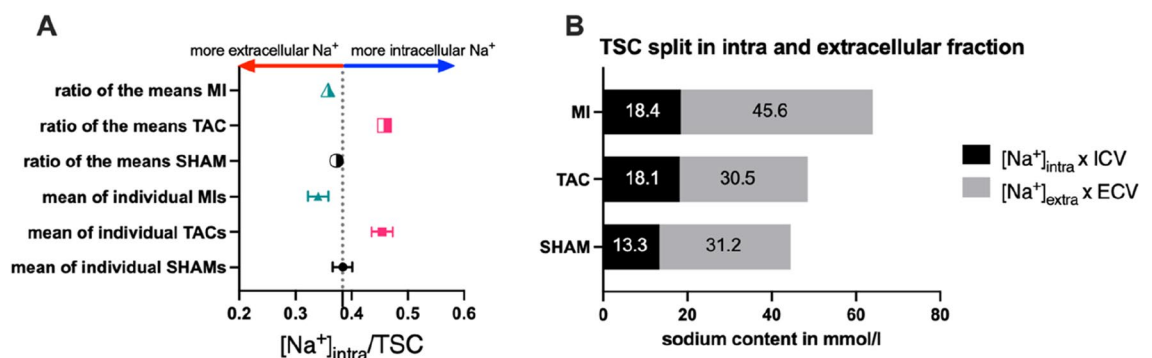 A
more extracellular Na⁺
more intracellular Na⁺
ratio of the means MI
ratio of the means TAC
ratio of the means SHAM
mean of individual MIs
mean of individual TACs
mean of individual SHAMs
0.2 0.3 0.4 0.5 0.6
[Na⁺]intra/TSC
B
TSC split in intra and extracellular fraction
MI 18.4 45.6
TAC 18.1 30.5
SHAM 13.3 31.2
0 20 40 60 80
sodium content in mmol/l
[Na⁺]intra x ICV
[Na⁺]extra x ECV